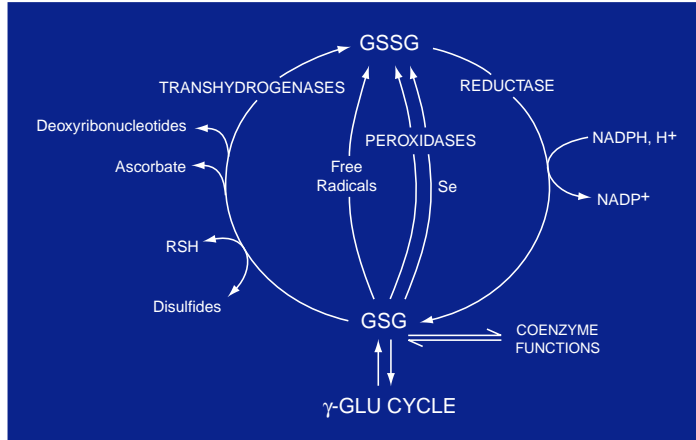 GSSG
TRANSHYDROGENASES
REDUCTASE
Deoxyribonucleotides
Ascorbate
PEROXIDASES
NADPH, H+
Free
Radicals
Se
NADP+
RSH
Disulfides
GSG
COENZYME
FUNCTIONS
γ-GLU CYCLE